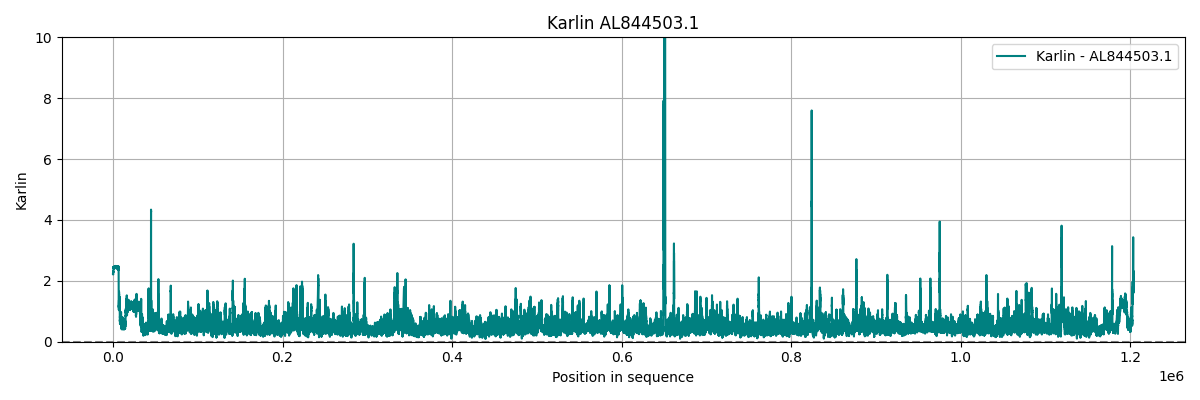 Karlin AL844503.1
Karlin - AL844503.1
Karlin
10
8
6
4
2
0
0.0 0.2 0.4 0.6 0.8 1.0 1.2
1e6
Position in sequence